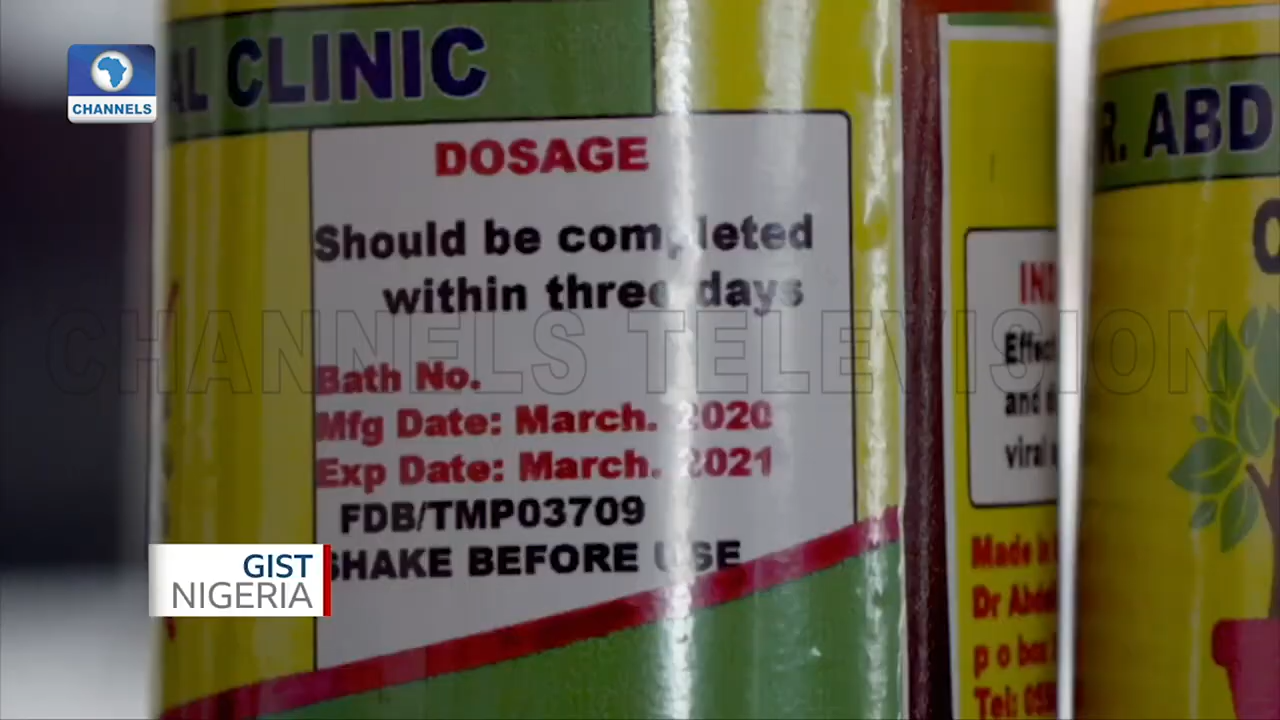 CHANNELS
AL CLINIC
DOSAGE
Should be completed
within three days
Bath No.
Mfg Date: March. 2020
Exp Date: March. 2021
FDB/TMP03709
SHAKE BEFORE USE
R. ABD
and
viral
Made in
Dr Abd
p o box
Tel: 055
CHANNELS TELEVISION
GIST
NIGERIA